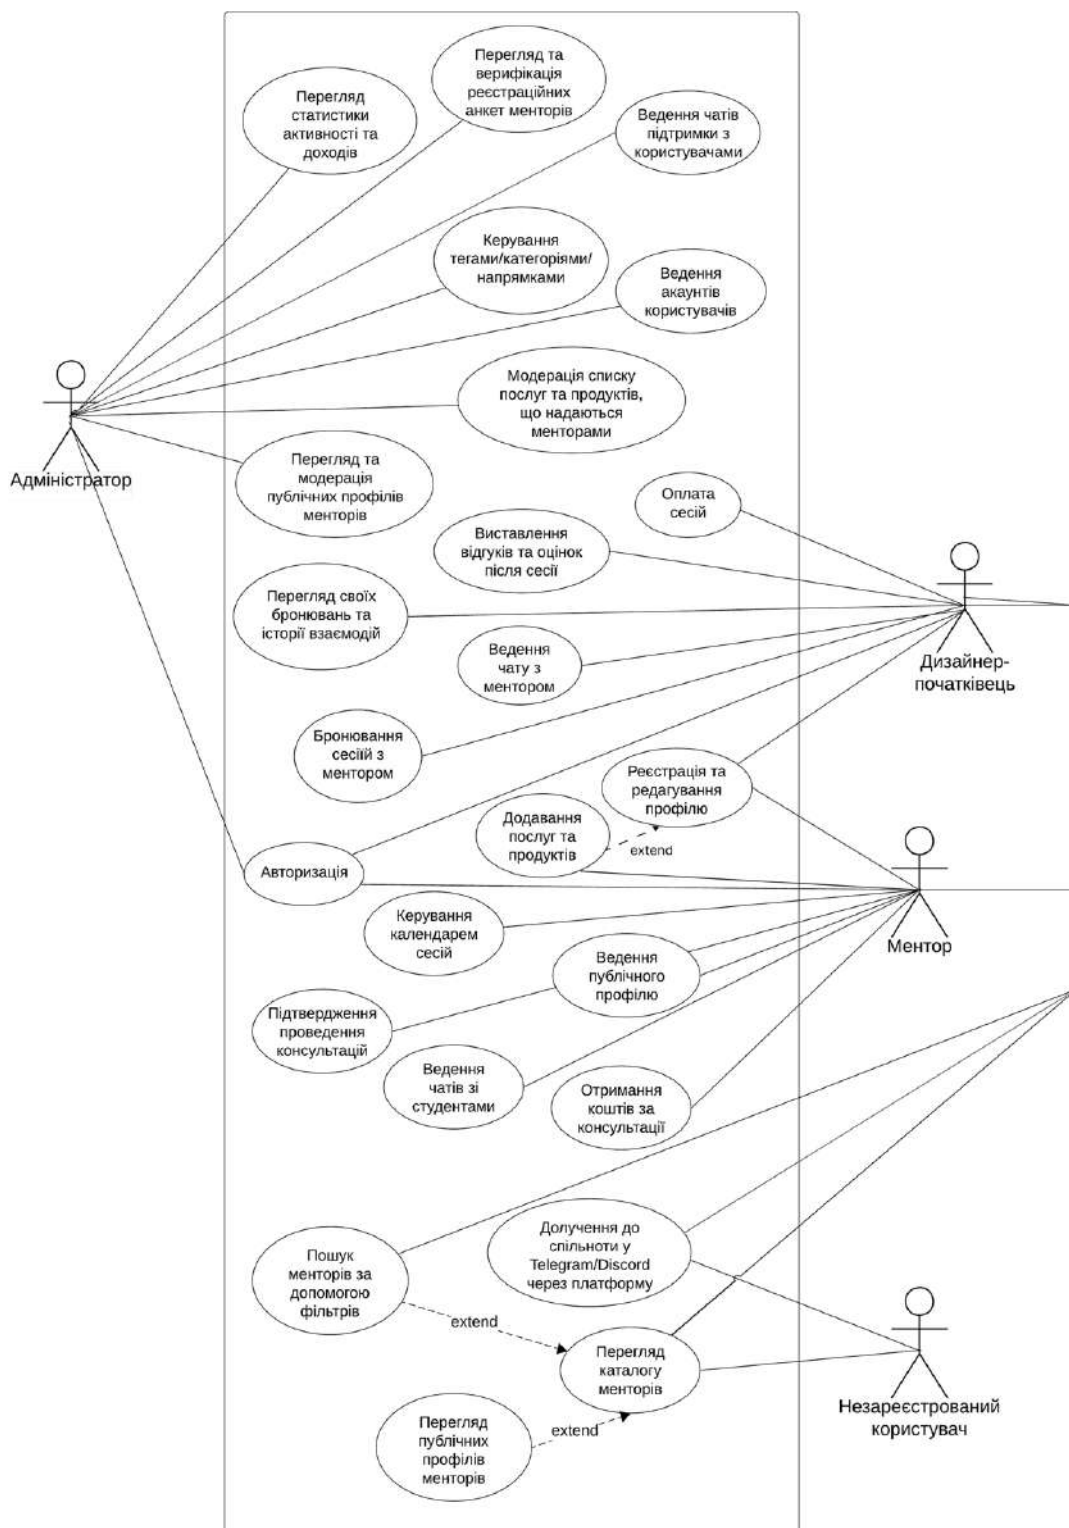 Перегляд та
верифікація
реєстраційних
анкет менторів
Перегляд
статистики
активності та
доходів
Ведення чатів
підтримки з
користувачами
Керування
тегами/категоріями/
напрямками
Ведення
акаунтів
користувачів
Модерація списку
послуг та продуктів,
що надаються
менторами
Адміністратор
Перегляд та
модерація
публічних профілів
менторів
Оплата
сесій
Виставлення
відгуків та оцінок
після сесії
Перегляд своїх
бронювань та
історії взаємодій
Ведення
чату з
ментором
Дизайнер-
початківець
Бронювання
сесіїй з
ментором
Реєстрація та
редагування
профілю
Додавання
послуг та
продуктів
extend
Авторизація
Керування
календарем
сесій
Ментор
Ведення
публічного
профілю
Підтвердження
проведення
консультацій
Ведення
чатів зі
студентами
Отримання
коштів за
консультації
Долучення до
спільноти у
Telegram/Discord
через платформу
Пошук
менторів за
допомогою
фільтрів
extend
Перегляд
каталогу
менторів
Незареєстрований
користувач
Перегляд
публічних
профілів
менторів
extend